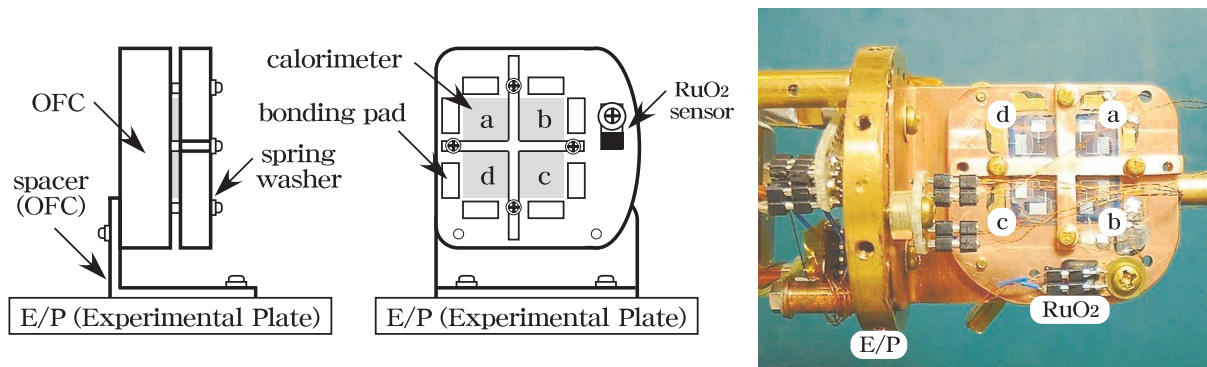 OFC
spacer
(OFC)
spring
washer
E/P (Experimental Plate)
calorimeter
bonding pad
RuO2
sensor
a
b
d
c
E/P (Experimental Plate)
d
a
c
b
RuO2
E/P